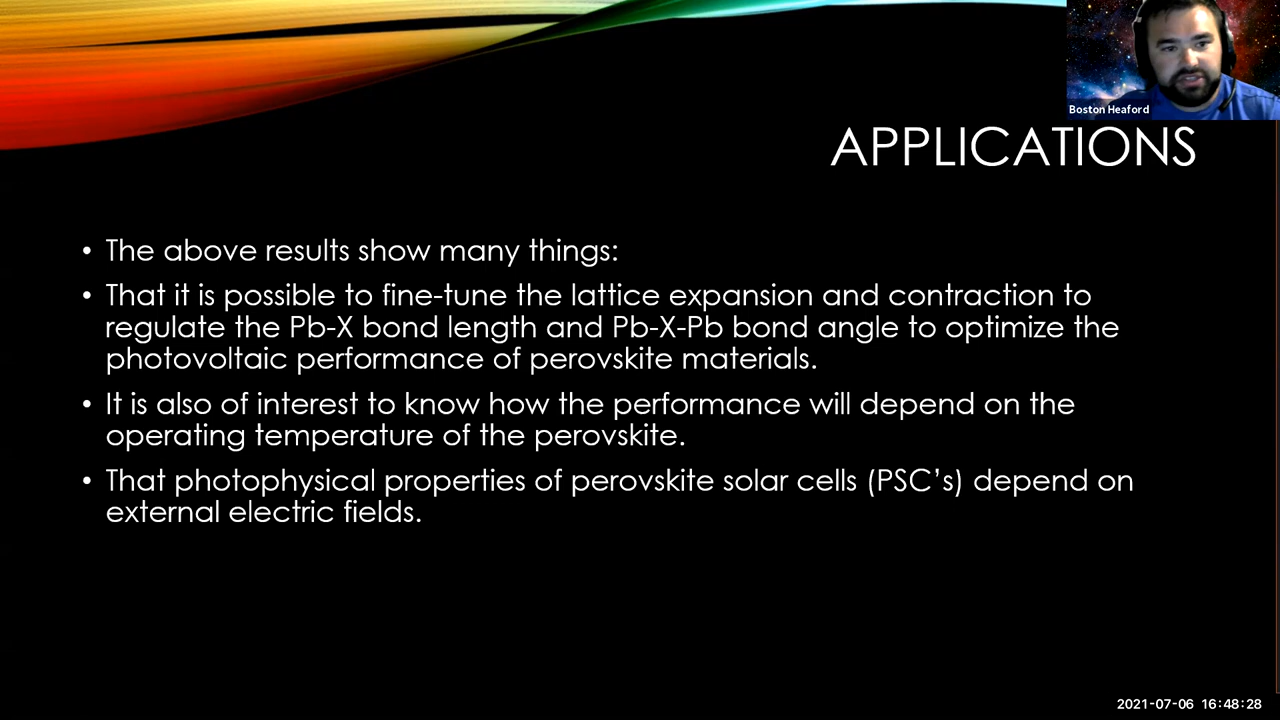 Boston Heaford
APPLICATIONS
• The above results show many things:
• That it is possible to fine-tune the lattice expansion and contraction to
regulate the Pb-X bond length and Pb-X-Pb bond angle to optimize the
photovoltaic performance of perovskite materials.
• It is also of interest to know how the performance will depend on the
operating temperature of the perovskite.
• That photophysical properties of perovskite solar cells (PSC’s) depend on
external electric fields.
2021-07-06 16:48:28